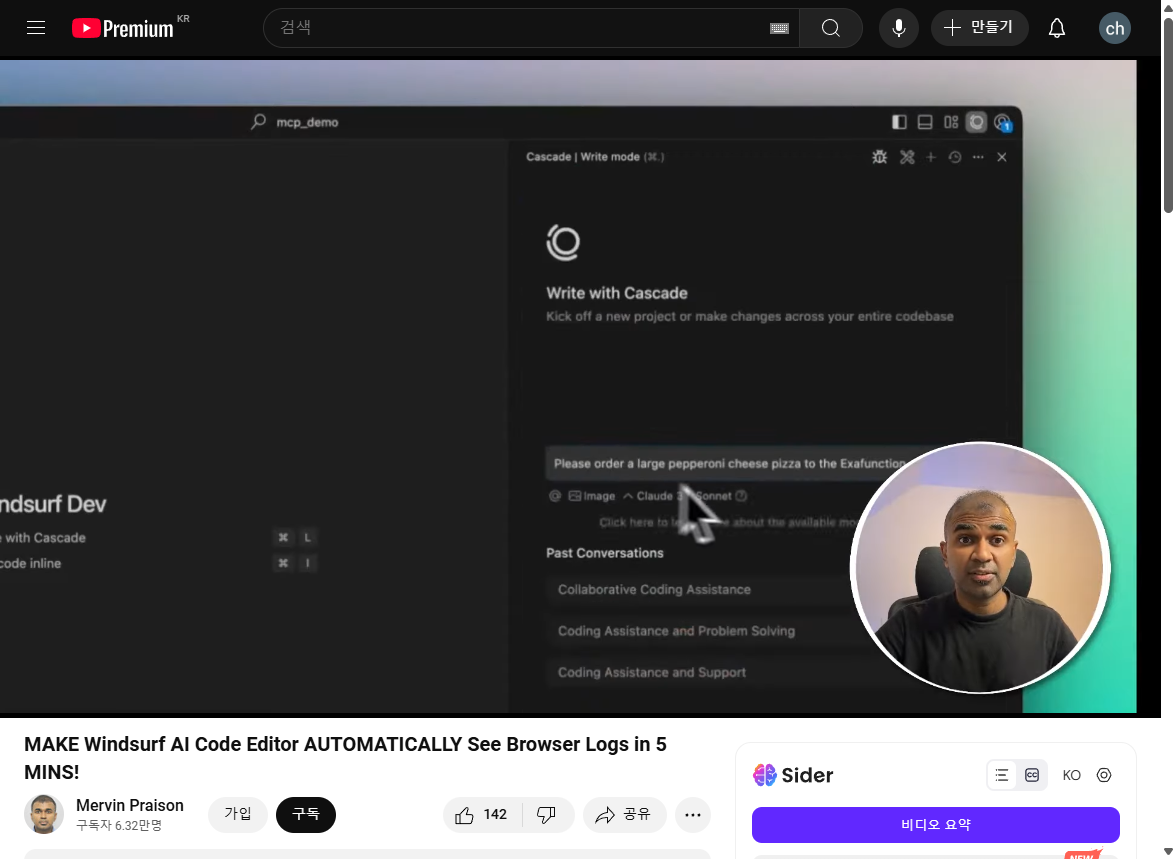 Premium KR
검색
만들기
ch
mcp_demo
1
Cascade | Write mode (⌘.)
Write with Cascade
Kick off a new project or make changes across your entire codebase
Please order a large pepperoni cheese pizza to the Exafunction
@ Image Claude 3 Sonnet
Click here to le about the available mo
Past Conversations
Collaborative Coding Assistance
Coding Assistance and Problem Solving
Coding Assistance and Support
ndsurf Dev
e with Cascade ⌘ L
code inline ⌘ I
MAKE Windsurf AI Code Editor AUTOMATICALLY See Browser Logs in 5
MINS!
Mervin Praison
구독자 6.32만명
가입
구독
142
공유
Sider
CC
KO
비디오 요약
NEW